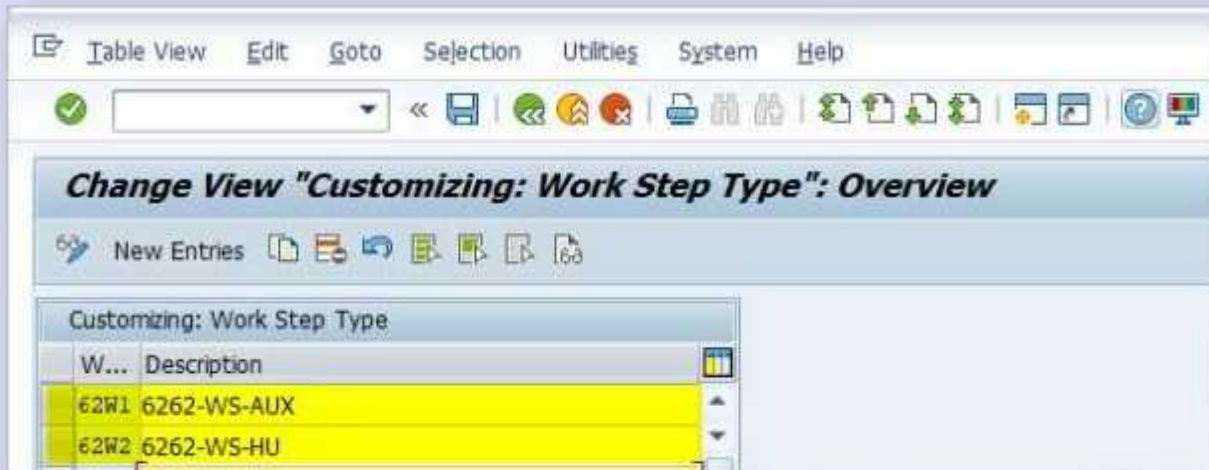 Table View Edit Goto Selection Utilities System Help
Change View "Customizing: Work Step Type": Overview
New Entries
Customizing: Work Step Type
W... Description
62W1 6262-WS-AUX
62W2 6262-WS-HU